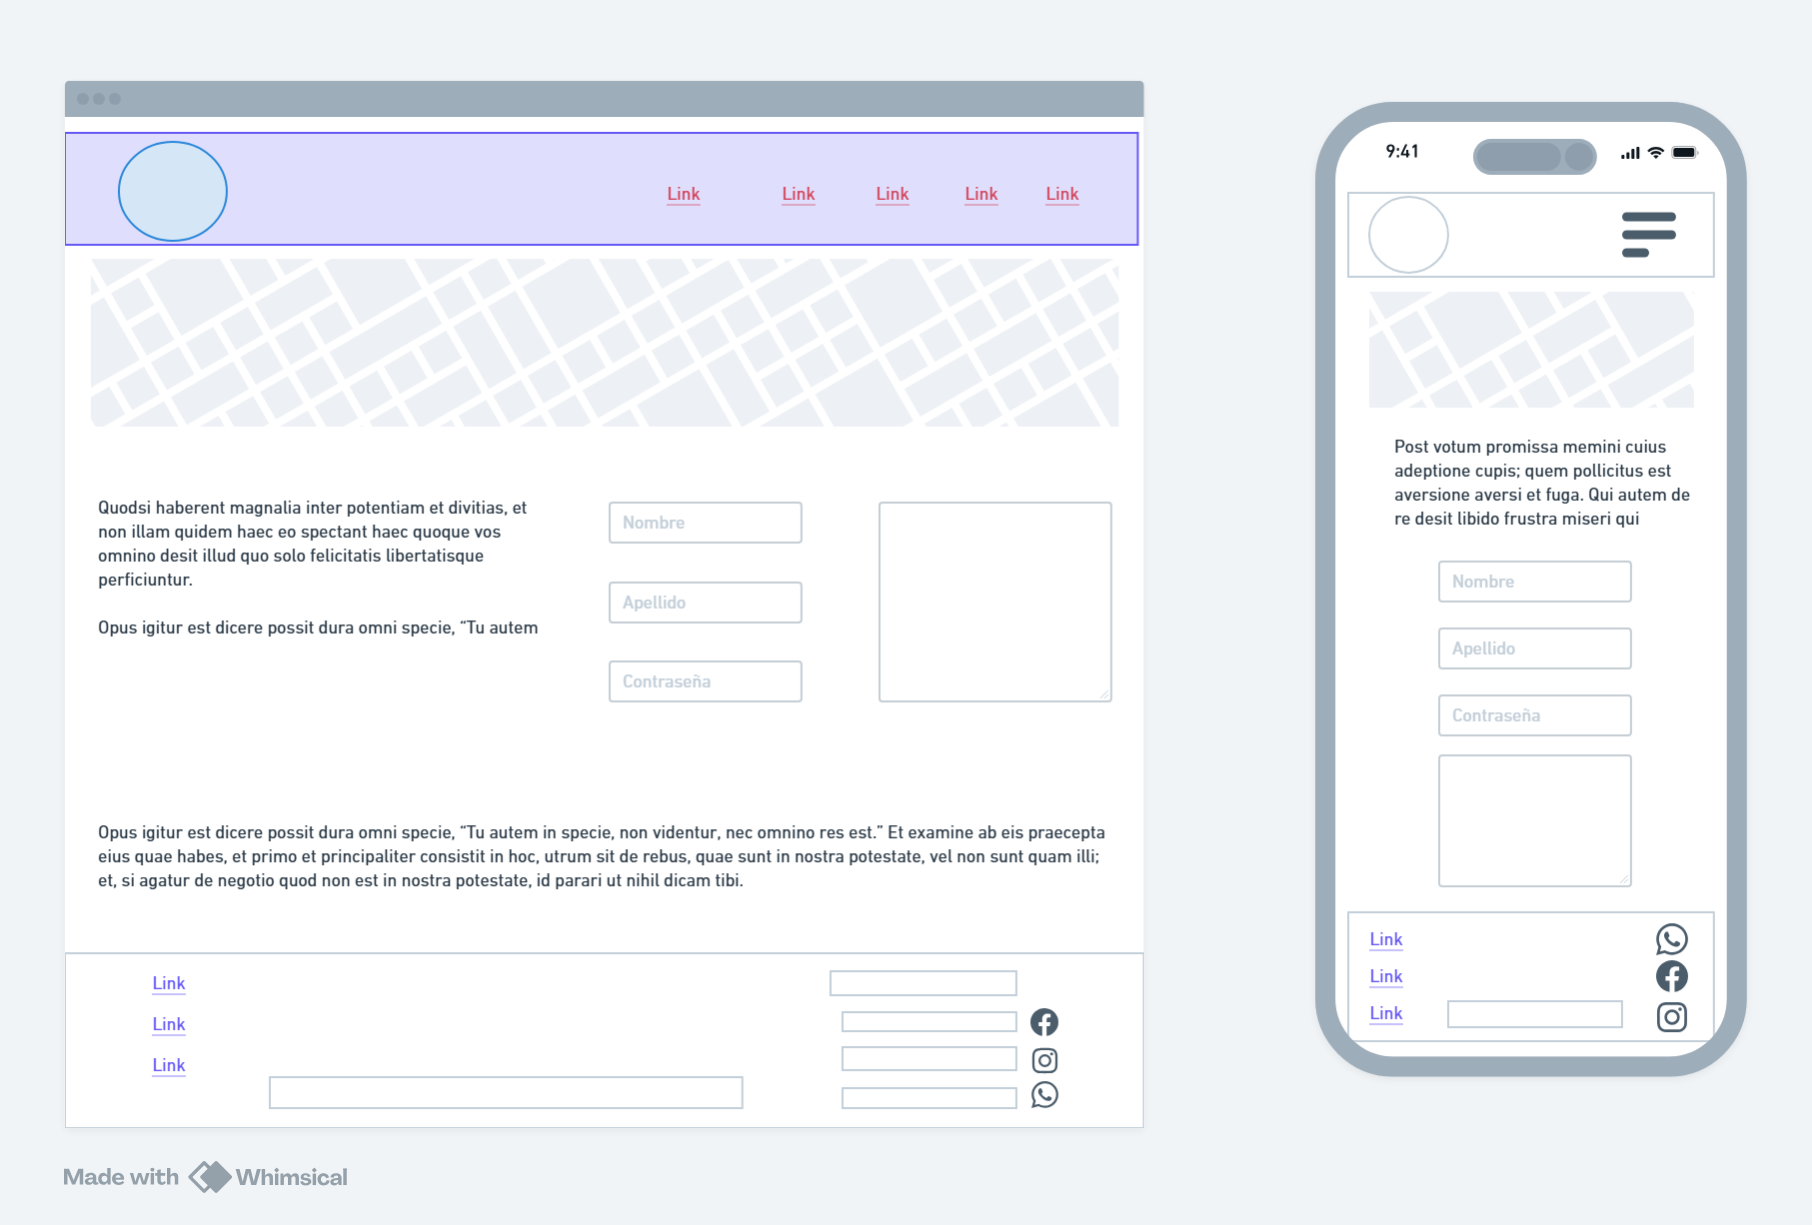 Link Link Link Link Link
Quodsi haberent magnalia inter potentiam et divitias, et
non illam quidem haec eo spectant haec quoque vos
omnino desit illud quo solo felicitatis libertatisque
perficiuntur.
Opus igitur est dicere possit dura omni specie, “Tu autem
Nombre
Apellido
Contraseña
Opus igitur est dicere possit dura omni specie, “Tu autem in specie, non videntur, nec omnino res est.” Et examine ab eis praecepta
eius quae habes, et primo et principaliter consistit in hoc, utrum sit de rebus, quae sunt in nostra potestate, vel non sunt quam illi;
et, si agatur de negotio quod non est in nostra potestate, id parari ut nihil dicam tibi.
Link
Link
Link
9:41
Post votum promissa memini cuius
adeptione cupis; quem pollicitus est
aversione aversi et fuga. Qui autem de
re desit libido frustra miseri qui
Nombre
Apellido
Contraseña
Link
Link
Link
Made with Whimsical